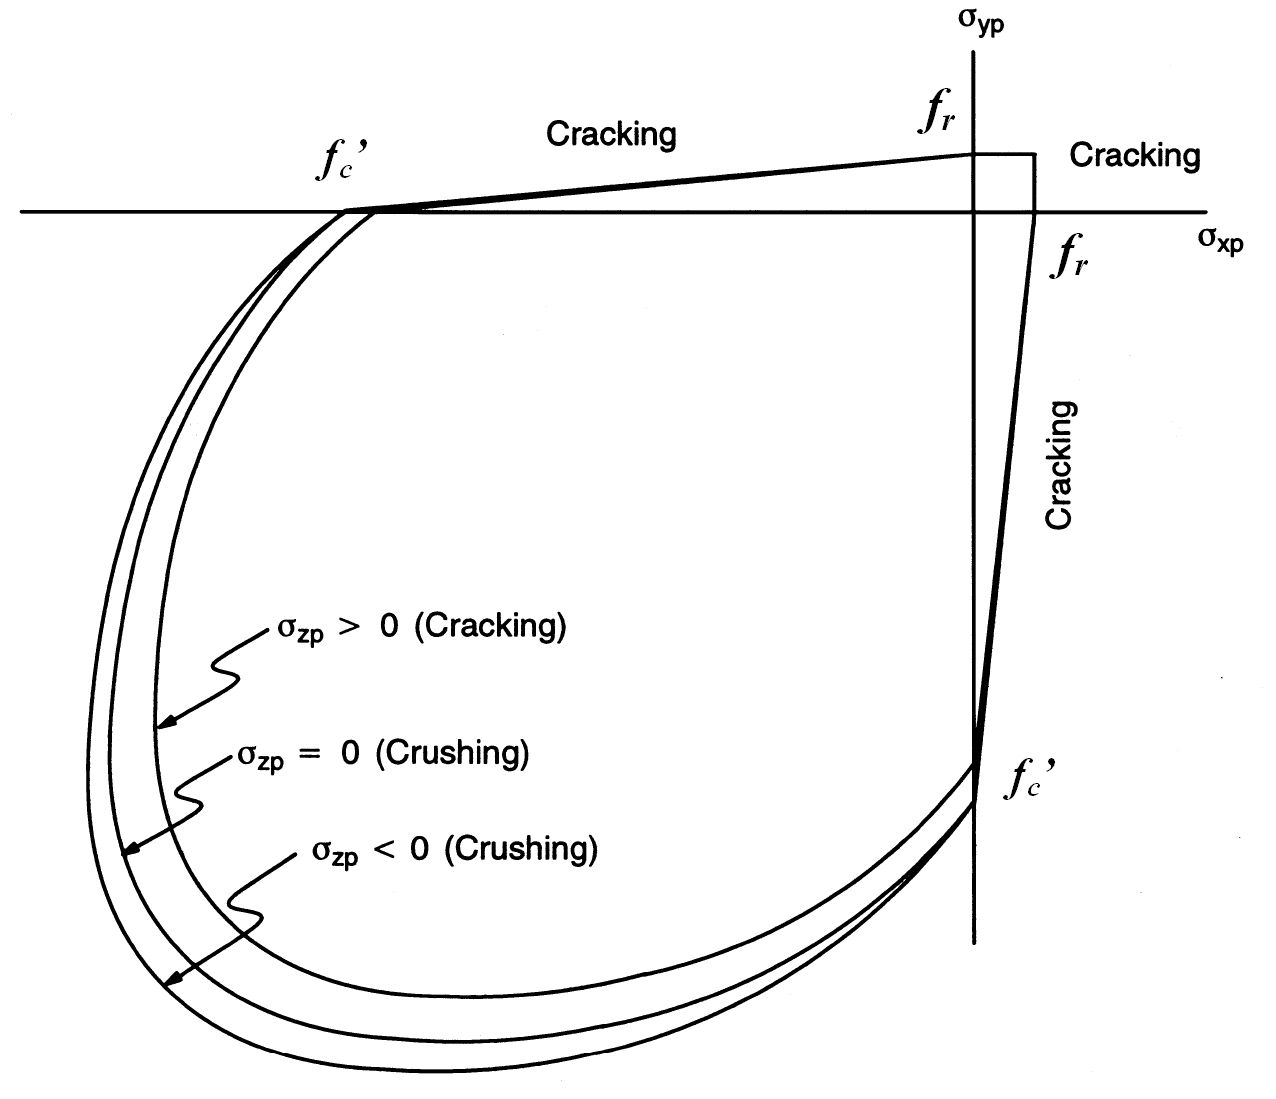 σyp
fr
Cracking
fc’
Cracking
σxp
fr
Cracking
σzp > 0 (Cracking)
σzp = 0 (Crushing)
fc’
σzp < 0 (Crushing)